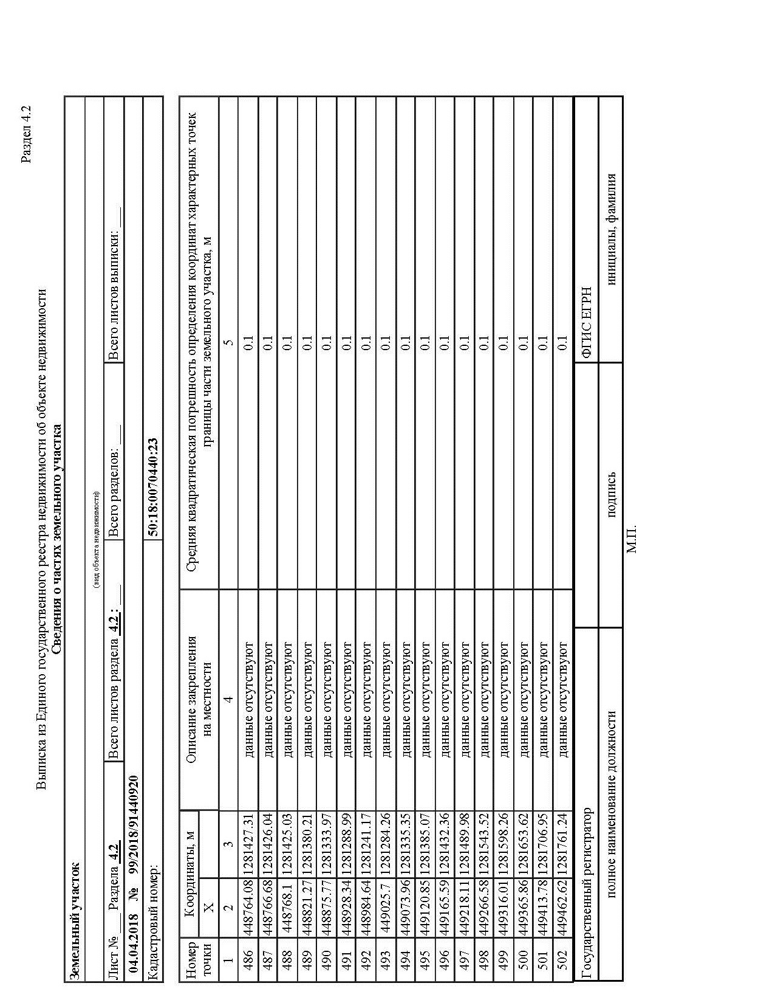 Раздел 4.2
Выписка из Единого государственного реестра недвижимости об объекте недвижимости
Сведения о частях земельного участка
Земельный участок
(вид объекта недвижимости)
Лист № ___ Раздела 4.2 Всего листов раздела 4.2 : ___ Всего разделов: ___ Всего листов выписки: ___
04.04.2018 № 99/2018/91440920
Кадастровый номер: 50:18:0070440:23
Номер точки Координаты, м Описание закрепления на местности Средняя квадратическая погрешность определения координат характерных точек границы части земельного участка, м
X
1 2 3 4 5
486 448764.08 1281427.31 данные отсутствуют 0.1
487 448766.68 1281426.04 данные отсутствуют 0.1
488 448768.1 1281425.03 данные отсутствуют 0.1
489 448821.27 1281380.21 данные отсутствуют 0.1
490 448875.77 1281333.97 данные отсутствуют 0.1
491 448928.34 1281288.99 данные отсутствуют 0.1
492 448984.64 1281241.17 данные отсутствуют 0.1
493 449025.7 1281284.26 данные отсутствуют 0.1
494 449073.96 1281335.35 данные отсутствуют 0.1
495 449120.85 1281385.07 данные отсутствуют 0.1
496 449165.59 1281432.36 данные отсутствуют 0.1
497 449218.11 1281489.98 данные отсутствуют 0.1
498 449266.58 1281543.52 данные отсутствуют 0.1
499 449316.01 1281598.26 данные отсутствуют 0.1
500 449365.86 1281653.62 данные отсутствуют 0.1
501 449413.78 1281706.95 данные отсутствуют 0.1
502 449462.62 1281761.24 данные отсутствуют 0.1
Государственный регистратор ФГИС ЕГРН
полное наименование должности подпись инициалы, фамилия
М.П.